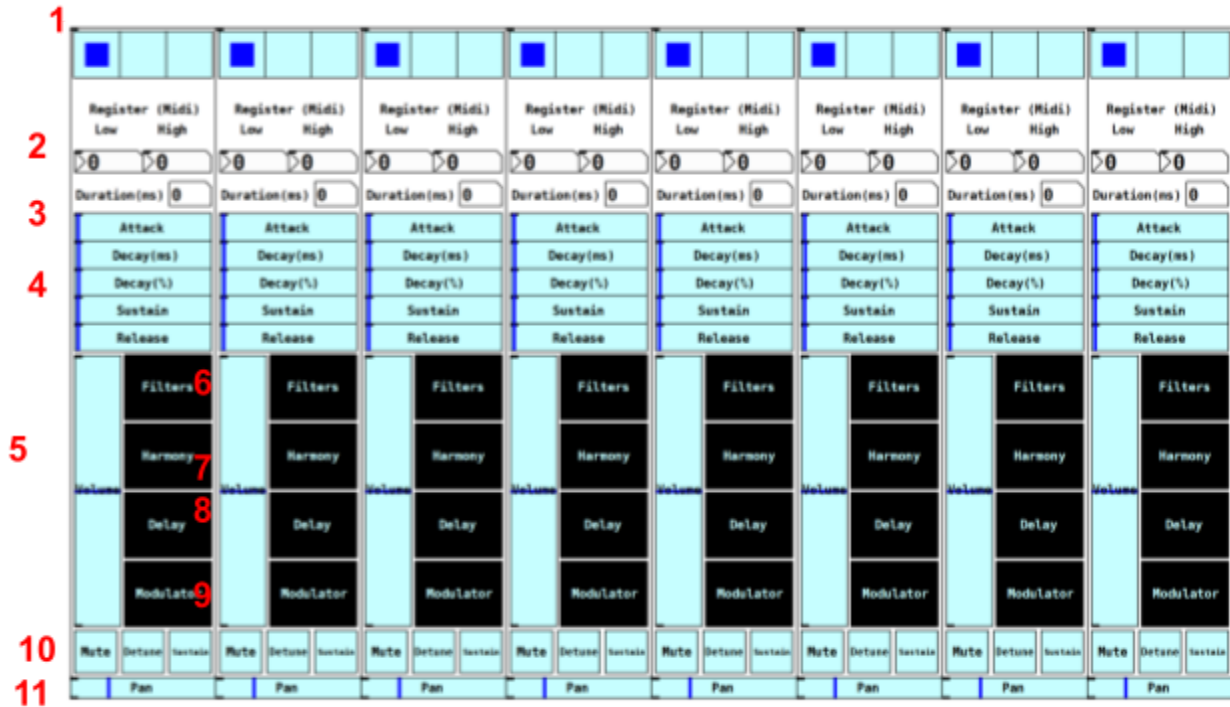 1
Register (Midi) Register (Midi) Register (Midi) Register (Midi) Register (Midi) Register (Midi) Register (Midi) Register (Midi)
Low High Low High Low High Low High Low High Low High Low High Low High
2
0 0 0 0 0 0 0 0 0 0 0 0 0 0 0 0
Duration(ms) 0 Duration(ms) 0 Duration(ms) 0 Duration(ms) 0 Duration(ms) 0 Duration(ms) 0 Duration(ms) 0 Duration(ms) 0
3
Attack Attack Attack Attack Attack Attack Attack Attack
Decay(ms) Decay(ms) Decay(ms) Decay(ms) Decay(ms) Decay(ms) Decay(ms) Decay(ms)
4 Decay(%) Decay(%) Decay(%) Decay(%) Decay(%) Decay(%) Decay(%) Decay(%)
Sustain Sustain Sustain Sustain Sustain Sustain Sustain Sustain
Release Release Release Release Release Release Release Release
Filters 6 Filters Filters Filters Filters Filters Filters Filters
5 Harmony 7 Harmony Harmony Harmony Harmony Harmony Harmony Harmony
Volume Volume Volume Volume Volume Volume Volume Volume
8
Delay Delay Delay Delay Delay Delay Delay Delay
Modulator 9 Modulator Modulator Modulator Modulator Modulator Modulator Modulator
10 Mute Detune Sustain Mute Detune Sustain Mute Detune Sustain Mute Detune Sustain Mute Detune Sustain Mute Detune Sustain Mute Detune Sustain Mute Detune Sustain
11 Pan Pan Pan Pan Pan Pan Pan Pan